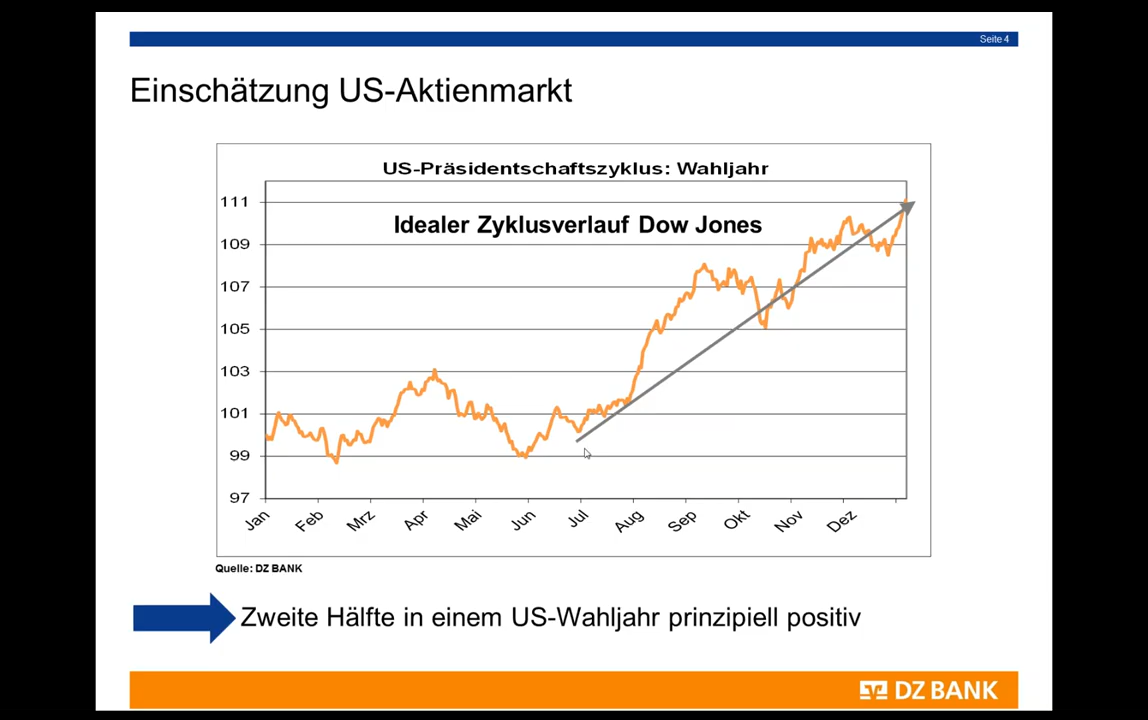 Seite 4
Einschätzung US-Aktienmarkt
US-Präsidentschaftszyklus: Wahljahr
Idealer Zyklusverlauf Dow Jones
111
109
107
105
103
101
99
97
Jan Feb Mrz Apr Mai Jun Jul Aug Sep Okt Nov Dez
Quelle: DZ BANK
Zweite Hälfte in einem US-Wahljahr prinzipiell positiv
DZ BANK